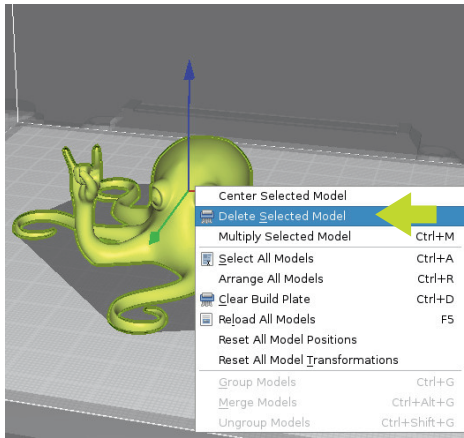 Center Selected Model
Delete Selected Model
Multiply Selected Model Ctrl+M
Select All Models Ctrl+A
Arrange All Models Ctrl+R
Clear Build Plate Ctrl+D
Reload All Models F5
Reset All Model Positions
Reset All Model Transformations
Group Models Ctrl+G
Merge Models Ctrl+Alt+G
Ungroup Models Ctrl+Shift+G